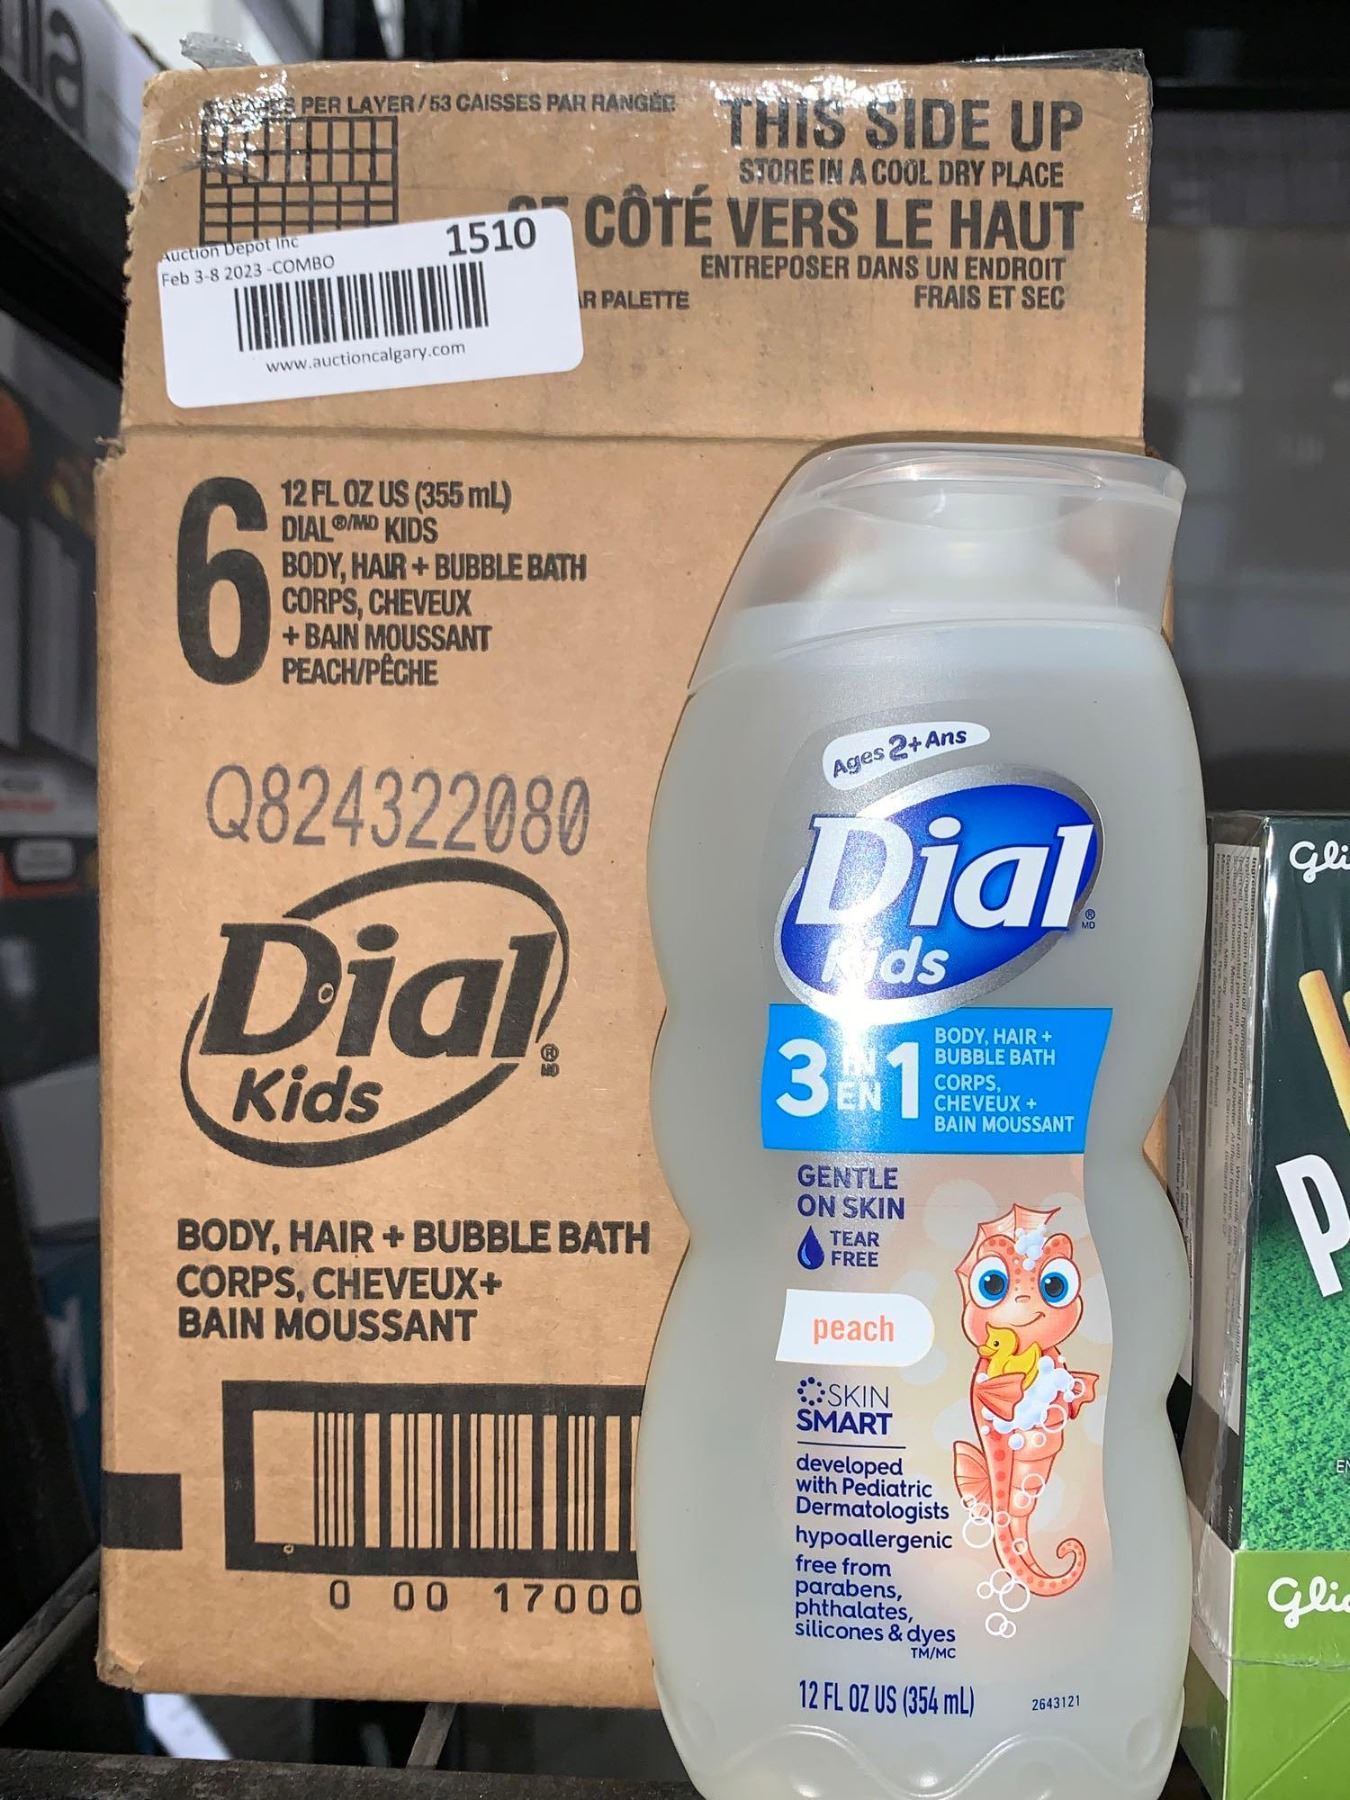 PER LAYER / 53 CAISSES PAR RANGÉE
THIS SIDE UP
STORE IN A COOL DRY PLACE
CÔTÉ VERS LE HAUT
ENTREPOSER DANS UN ENDROIT
FRAIS ET SEC
PALETTE
Auction Depot Inc
1510
Feb 3-8 2023 -COMBO
www.auctioncalgary.com
6
12 FL OZ US (355 mL)
DIAL®/MD KIDS
BODY, HAIR + BUBBLE BATH
CORPS, CHEVEUX
+ BAIN MOUSSANT
PEACH/PÊCHE
Q824322080
Dial
® MD
Kids
BODY, HAIR + BUBBLE BATH
CORPS, CHEVEUX+
BAIN MOUSSANT
0 00 17000
Ages 2+ Ans
Dial
® MD
Kids
3 IN EN 1
BODY, HAIR +
BUBBLE BATH
CORPS,
CHEVEUX +
BAIN MOUSSANT
GENTLE
ON SKIN
TEAR
FREE
peach
SKIN
SMART
developed
with Pediatric
Dermatologists
hypoallergenic
free from
parabens,
phthalates,
silicones & dyes
TM/MC
12 FL OZ US (354 mL)
2643121